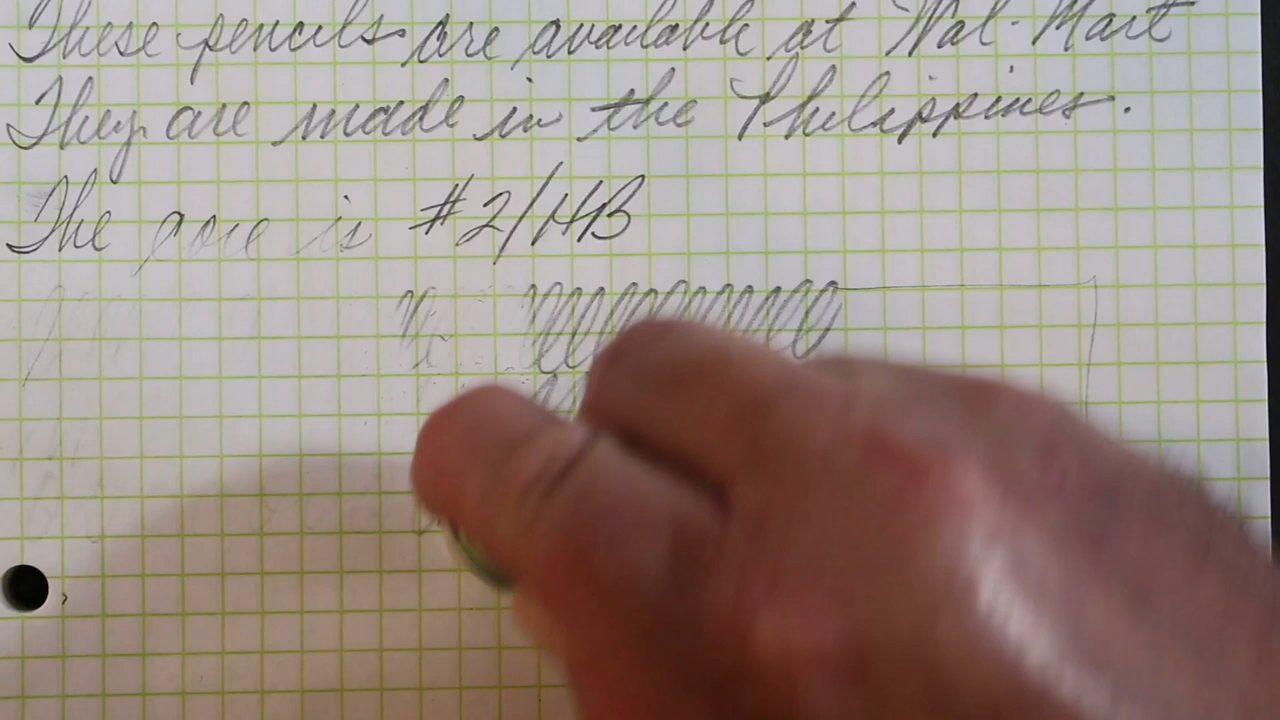 These pencils are available at Wal-Mart
They are made in the Philippines.
The core is #2/HB